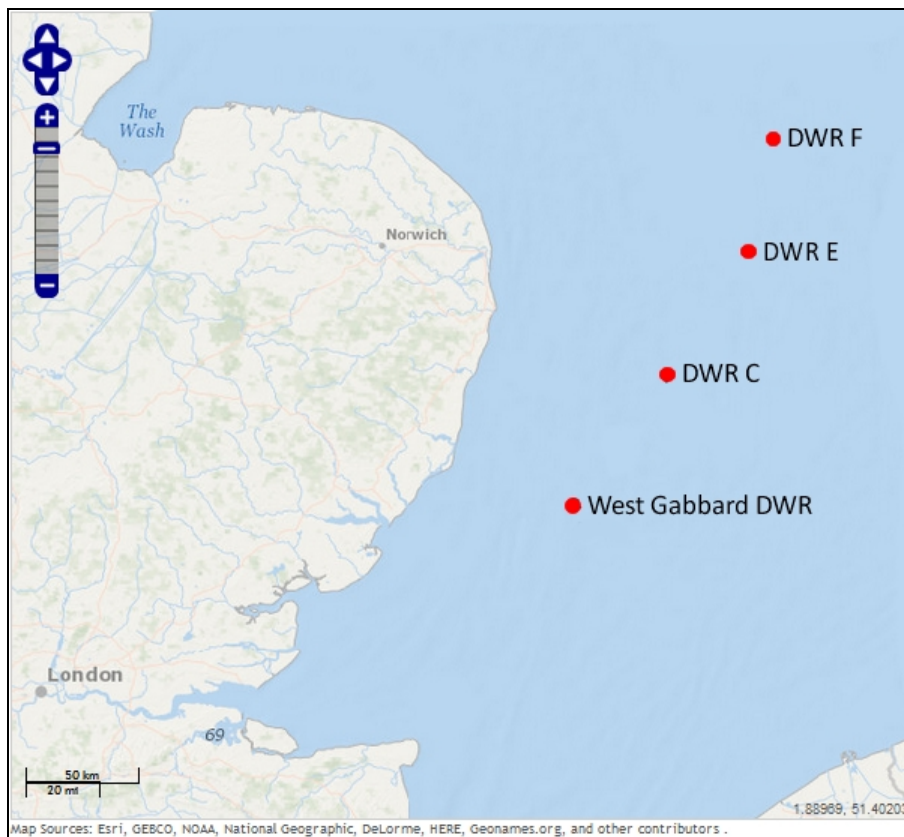 The
Wash
DWR F
Norwich
DWR E
DWR C
West Gabbard DWR
London
69
50 km
20 mi
1.88969, 51.40203
Map Sources: Esri, GEBCO, NOAA, National Geographic, DeLorme, HERE, Geonames.org, and other contributors .